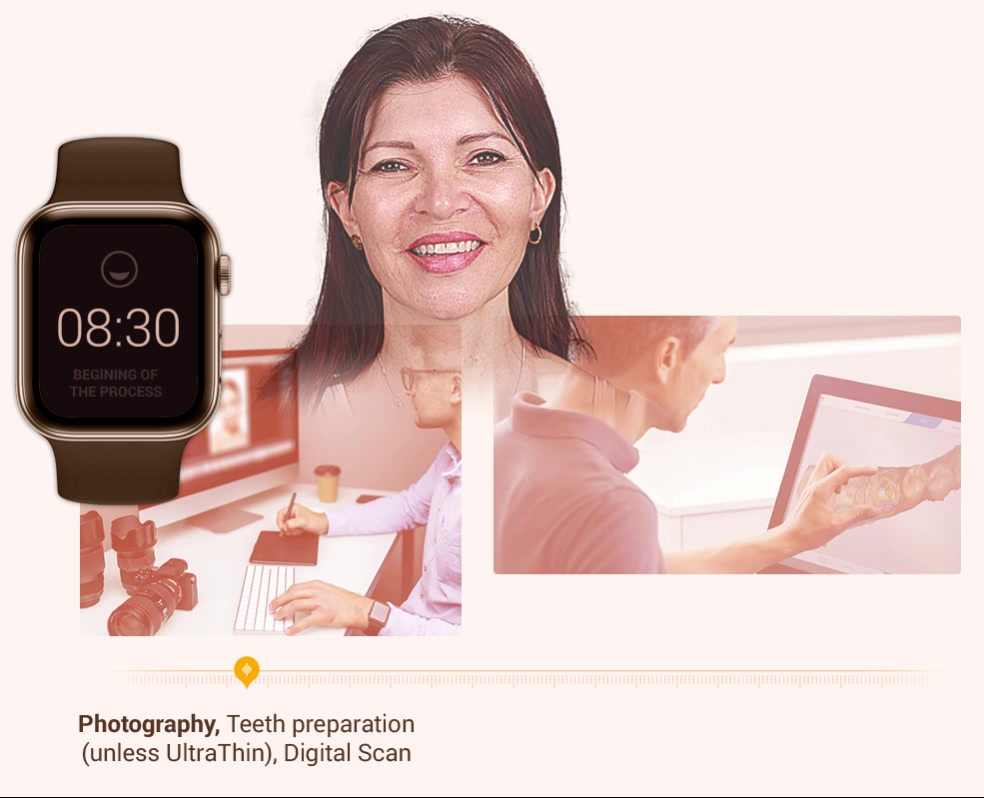 08:30
BEGINING OF
THE PROCESS
Photography, Teeth preparation
(unless UltraThin), Digital Scan